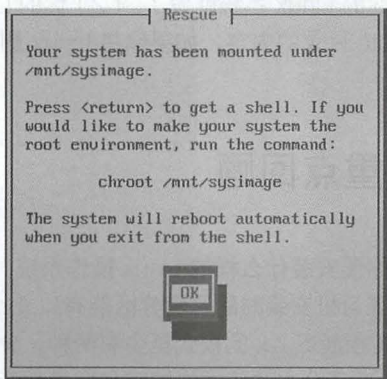 Rescue
Your system has been mounted under
/mnt/sysimage.
Press <return> to get a shell. If you
would like to make your system the
root environment, run the command:
chroot /mnt/sysimage
The system will reboot automatically
when you exit from the shell.
OK